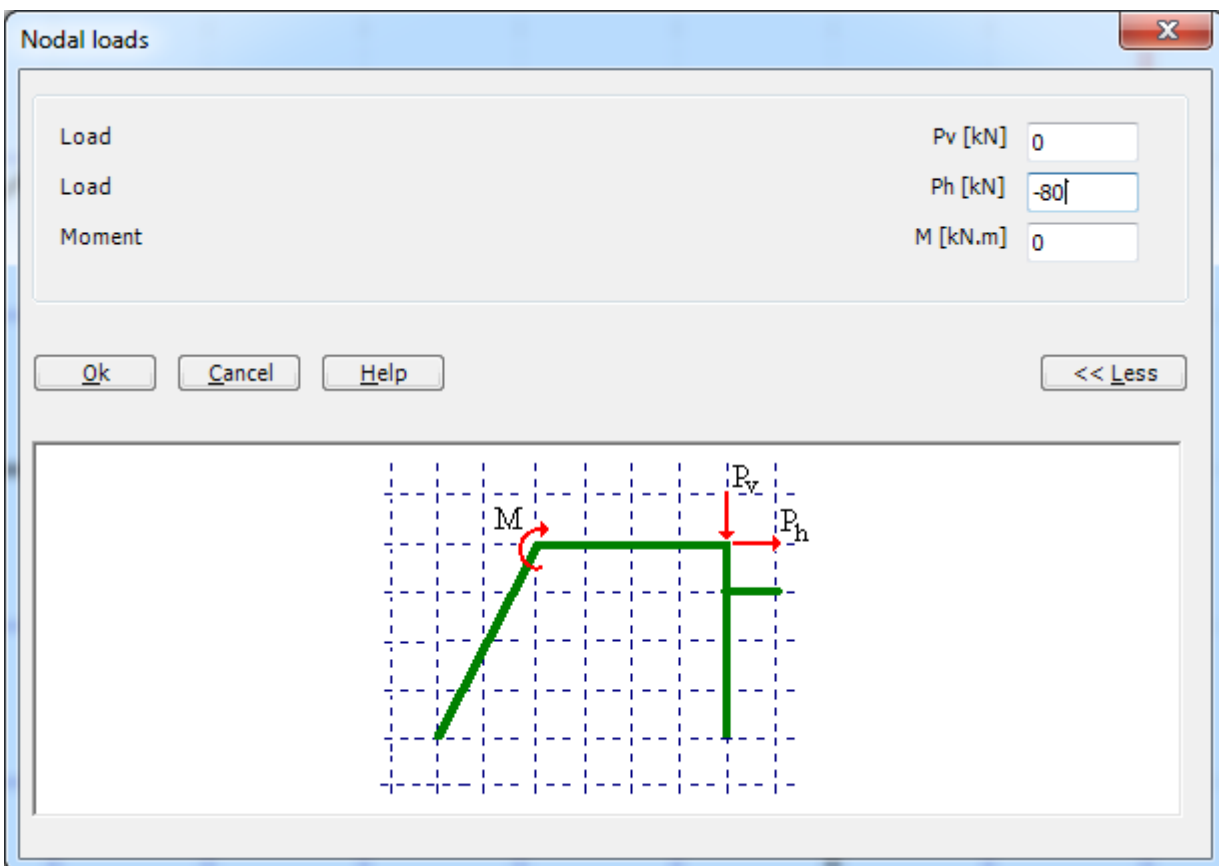 Nodal loads
Load Pv [kN] 0
Load Ph [kN] -80
Moment M [kN.m] 0
Ok Cancel Help << Less
Pv
M
Ph